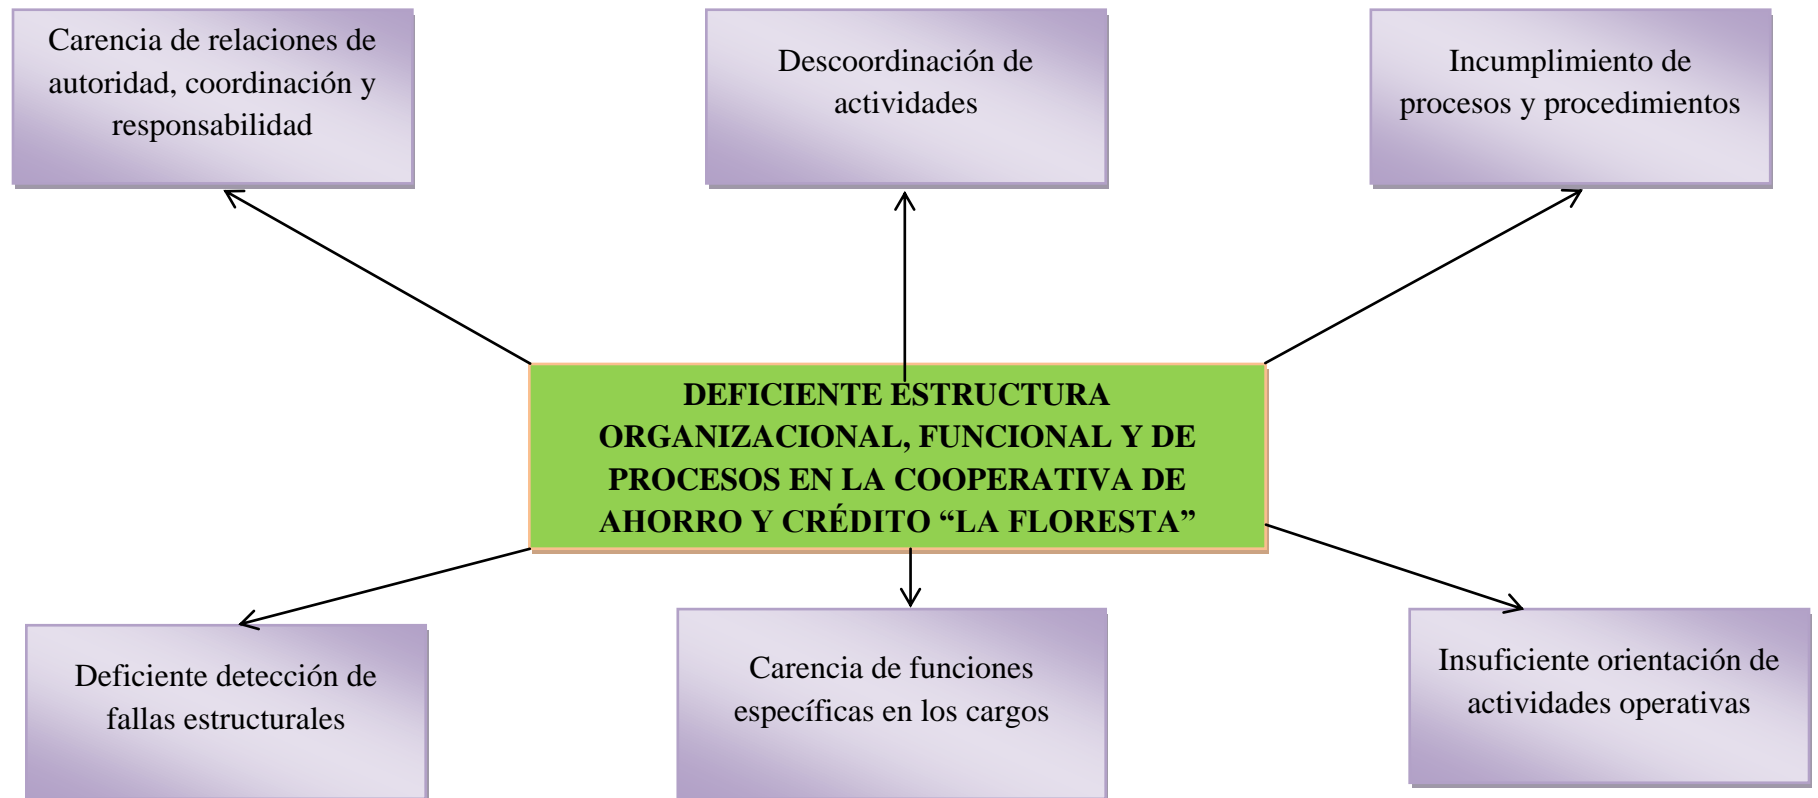 Carencia de relaciones de
autoridad, coordinación y
responsabilidad
Descoordinación de
actividades
Incumplimiento de
procesos y procedimientos
DEFICIENTE ESTRUCTURA
ORGANIZACIONAL, FUNCIONAL Y DE
PROCESOS EN LA COOPERATIVA DE
AHORRO Y CRÉDITO “LA FLORESTA”
Deficiente detección de
fallas estructurales
Carencia de funciones
específicas en los cargos
Insuficiente orientación de
actividades operativas